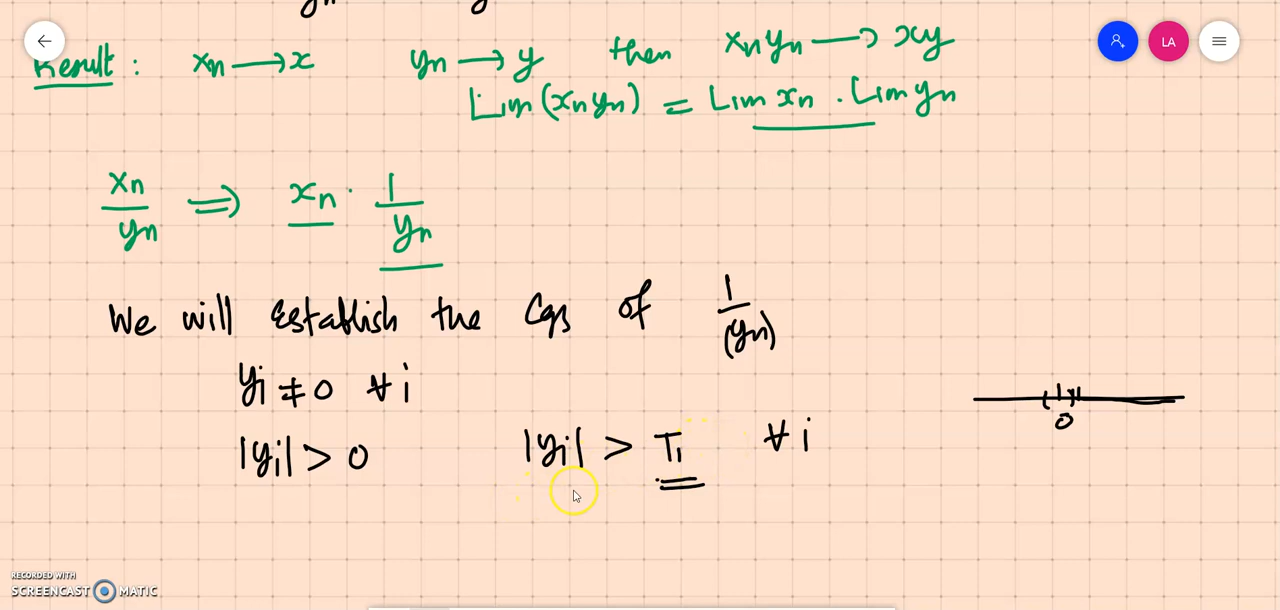 yn y
Result : xn ⟶ x yn ⟶ y then xnyn ⟶ xy
Lim(xnyn) = Lim xn . Lim yn
xn/yn ⟹ xn · 1/yn
We will establish the Cgs of 1/(yn)
yi ≠ 0 ∀ i
|yi| > 0 |yi| > T1 ∀ i
0
LA
RECORDED WITH
SCREENCAST MATIC